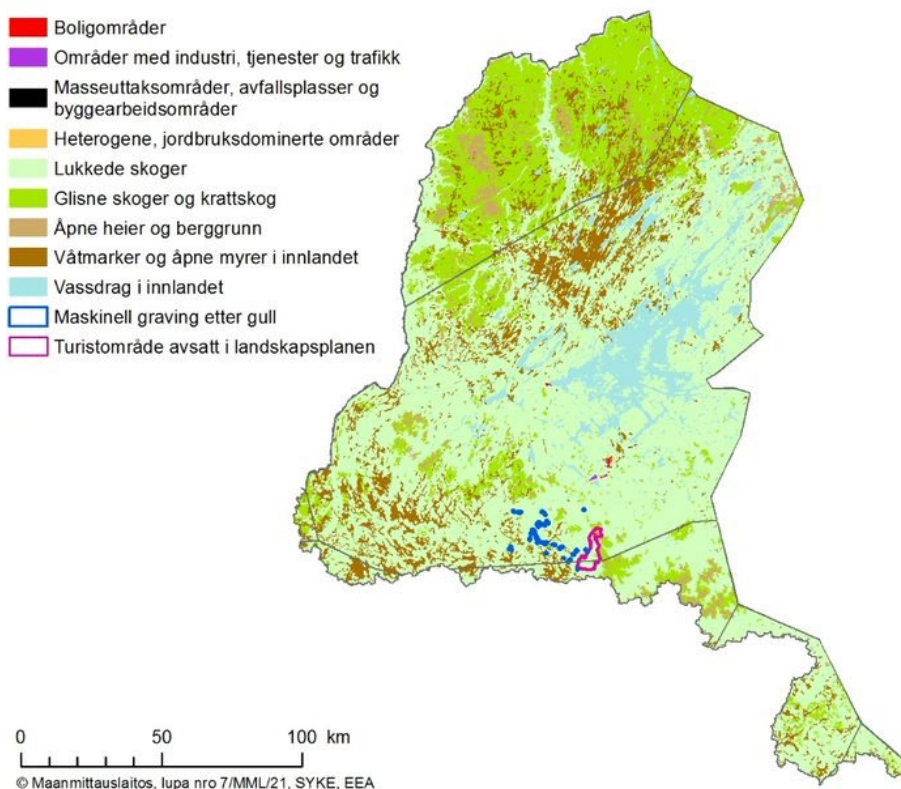 Boligområder
Områder med industri, tjenester og trafikk
Masseuttaksområder, avfallsplasser og
byggearbeidsområder
Heterogene, jordbruksdominerte områder
Lukkede skoger
Glisne skoger og krattskog
Åpne heier og berggrunn
Våtmarker og åpne myrer i innlandet
Vassdrag i innlandet
Maskinell graving etter gull
Turistområde avsatt i landskapsplanen
0 50 100 km
© Maanmittauslaitos, lupa nro 7/MML/21, SYKE, EEA